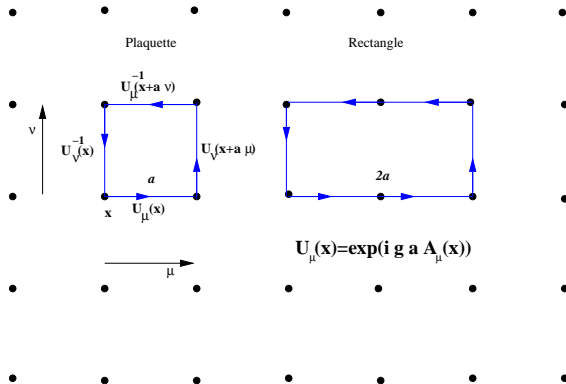 Plaquette
Rectangle
U_μ^{-1}(x+a ν)
ν
U_ν^{-1}(x)
U_ν(x+a μ)
a
2a
x
U_μ(x)
U_μ(x)=exp(i g a A_μ(x))
μ